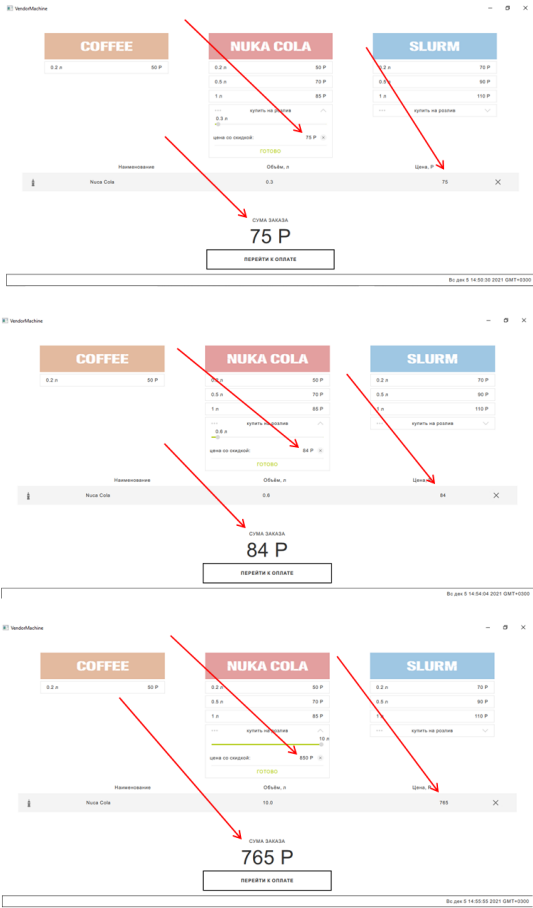 VendorMachine
COFFEE NUKA COLA SLURM
0.2 л 50 Р 0.2 л 50 Р 0.2 л 70 Р
0.5 л 70 Р 0.5 л 90 Р
1 л 85 Р 1 л 110 Р
купить на розлив купить на розлив
0.3 л
цена со скидкой: 75 Р
ГОТОВО
Наименование Объём, л Цена, Р
Nuca Cola 0.3 75
СУМА ЗАКАЗА
75 Р
ПЕРЕЙТИ К ОПЛАТЕ
Вс дек 5 14:50:30 2021 GMT+0300
VendorMachine
COFFEE NUKA COLA SLURM
0.2 л 50 Р 0.2 л 50 Р 0.2 л 70 Р
0.5 л 70 Р 0.5 л 90 Р
1 л 85 Р 1 л 110 Р
купить на розлив купить на розлив
0.6 л
цена со скидкой: 84 Р
ГОТОВО
Наименование Объём, л Цена, Р
Nuca Cola 0.6 84
СУМА ЗАКАЗА
84 Р
ПЕРЕЙТИ К ОПЛАТЕ
Вс дек 5 14:54:04 2021 GMT+0300
VendorMachine
COFFEE NUKA COLA SLURM
0.2 л 50 Р 0.2 л 50 Р 0.2 л 70 Р
0.5 л 70 Р 0.5 л 90 Р
1 л 85 Р 1 л 110 Р
купить на розлив купить на розлив
10 л
цена со скидкой: 850 Р
ГОТОВО
Наименование Объём, л Цена, Р
Nuca Cola 10.0 765
СУМА ЗАКАЗА
765 Р
ПЕРЕЙТИ К ОПЛАТЕ
Вс дек 5 14:55:55 2021 GMT+0300